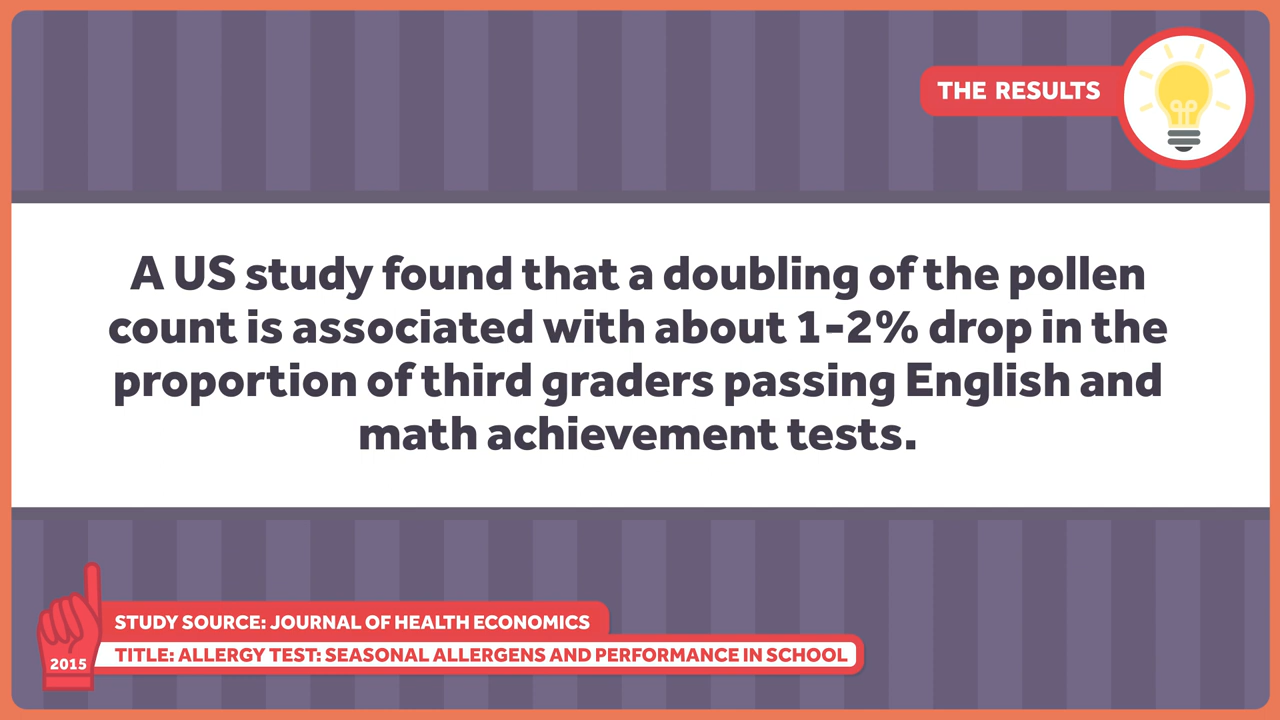 THE RESULTS
A US study found that a doubling of the pollen
count is associated with about 1-2% drop in the
proportion of third graders passing English and
math achievement tests.
STUDY SOURCE: JOURNAL OF HEALTH ECONOMICS
2015
TITLE: ALLERGY TEST: SEASONAL ALLERGENS AND PERFORMANCE IN SCHOOL